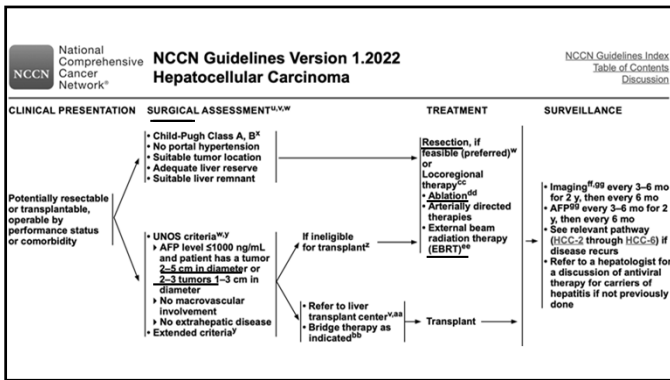 NCCN
National
Comprehensive
Cancer
Network®
NCCN Guidelines Version 1.2022
Hepatocellular Carcinoma
NCCN Guidelines Index
Table of Contents
Discussion
CLINICAL PRESENTATION
SURGICAL ASSESSMENTu,v,w
TREATMENT
SURVEILLANCE
Potentially resectable
or transplantable,
operable by
performance status
or comorbidity
• Child-Pugh Class A, Bx
• No portal hypertension
• Suitable tumor location
• Adequate liver reserve
• Suitable liver remnant
• UNOS criteriaw,y
▸ AFP level ≤1000 ng/mL
and patient has a tumor
2–5 cm in diameter or
2–3 tumors 1–3 cm in
diameter
▸ No macrovascular
involvement
▸ No extrahepatic disease
• Extended criteriay
If ineligible
for transplantz
• Refer to liver
transplant centerv,aa
• Bridge therapy as
indicatedbb
Resection, if
feasible (preferred)w
or
Locoregional
therapycc
• Ablationdd
• Arterially directed
therapies
• External beam
radiation therapy
(EBRT)ee
Transplant
• Imagingff,gg every 3–6 mo
for 2 y, then every 6 mo
• AFPgg every 3–6 mo for 2
y, then every 6 mo
• See relevant pathway
(HCC-2 through HCC-6) if
disease recurs
• Refer to a hepatologist for
a discussion of antiviral
therapy for carriers of
hepatitis if not previously
done